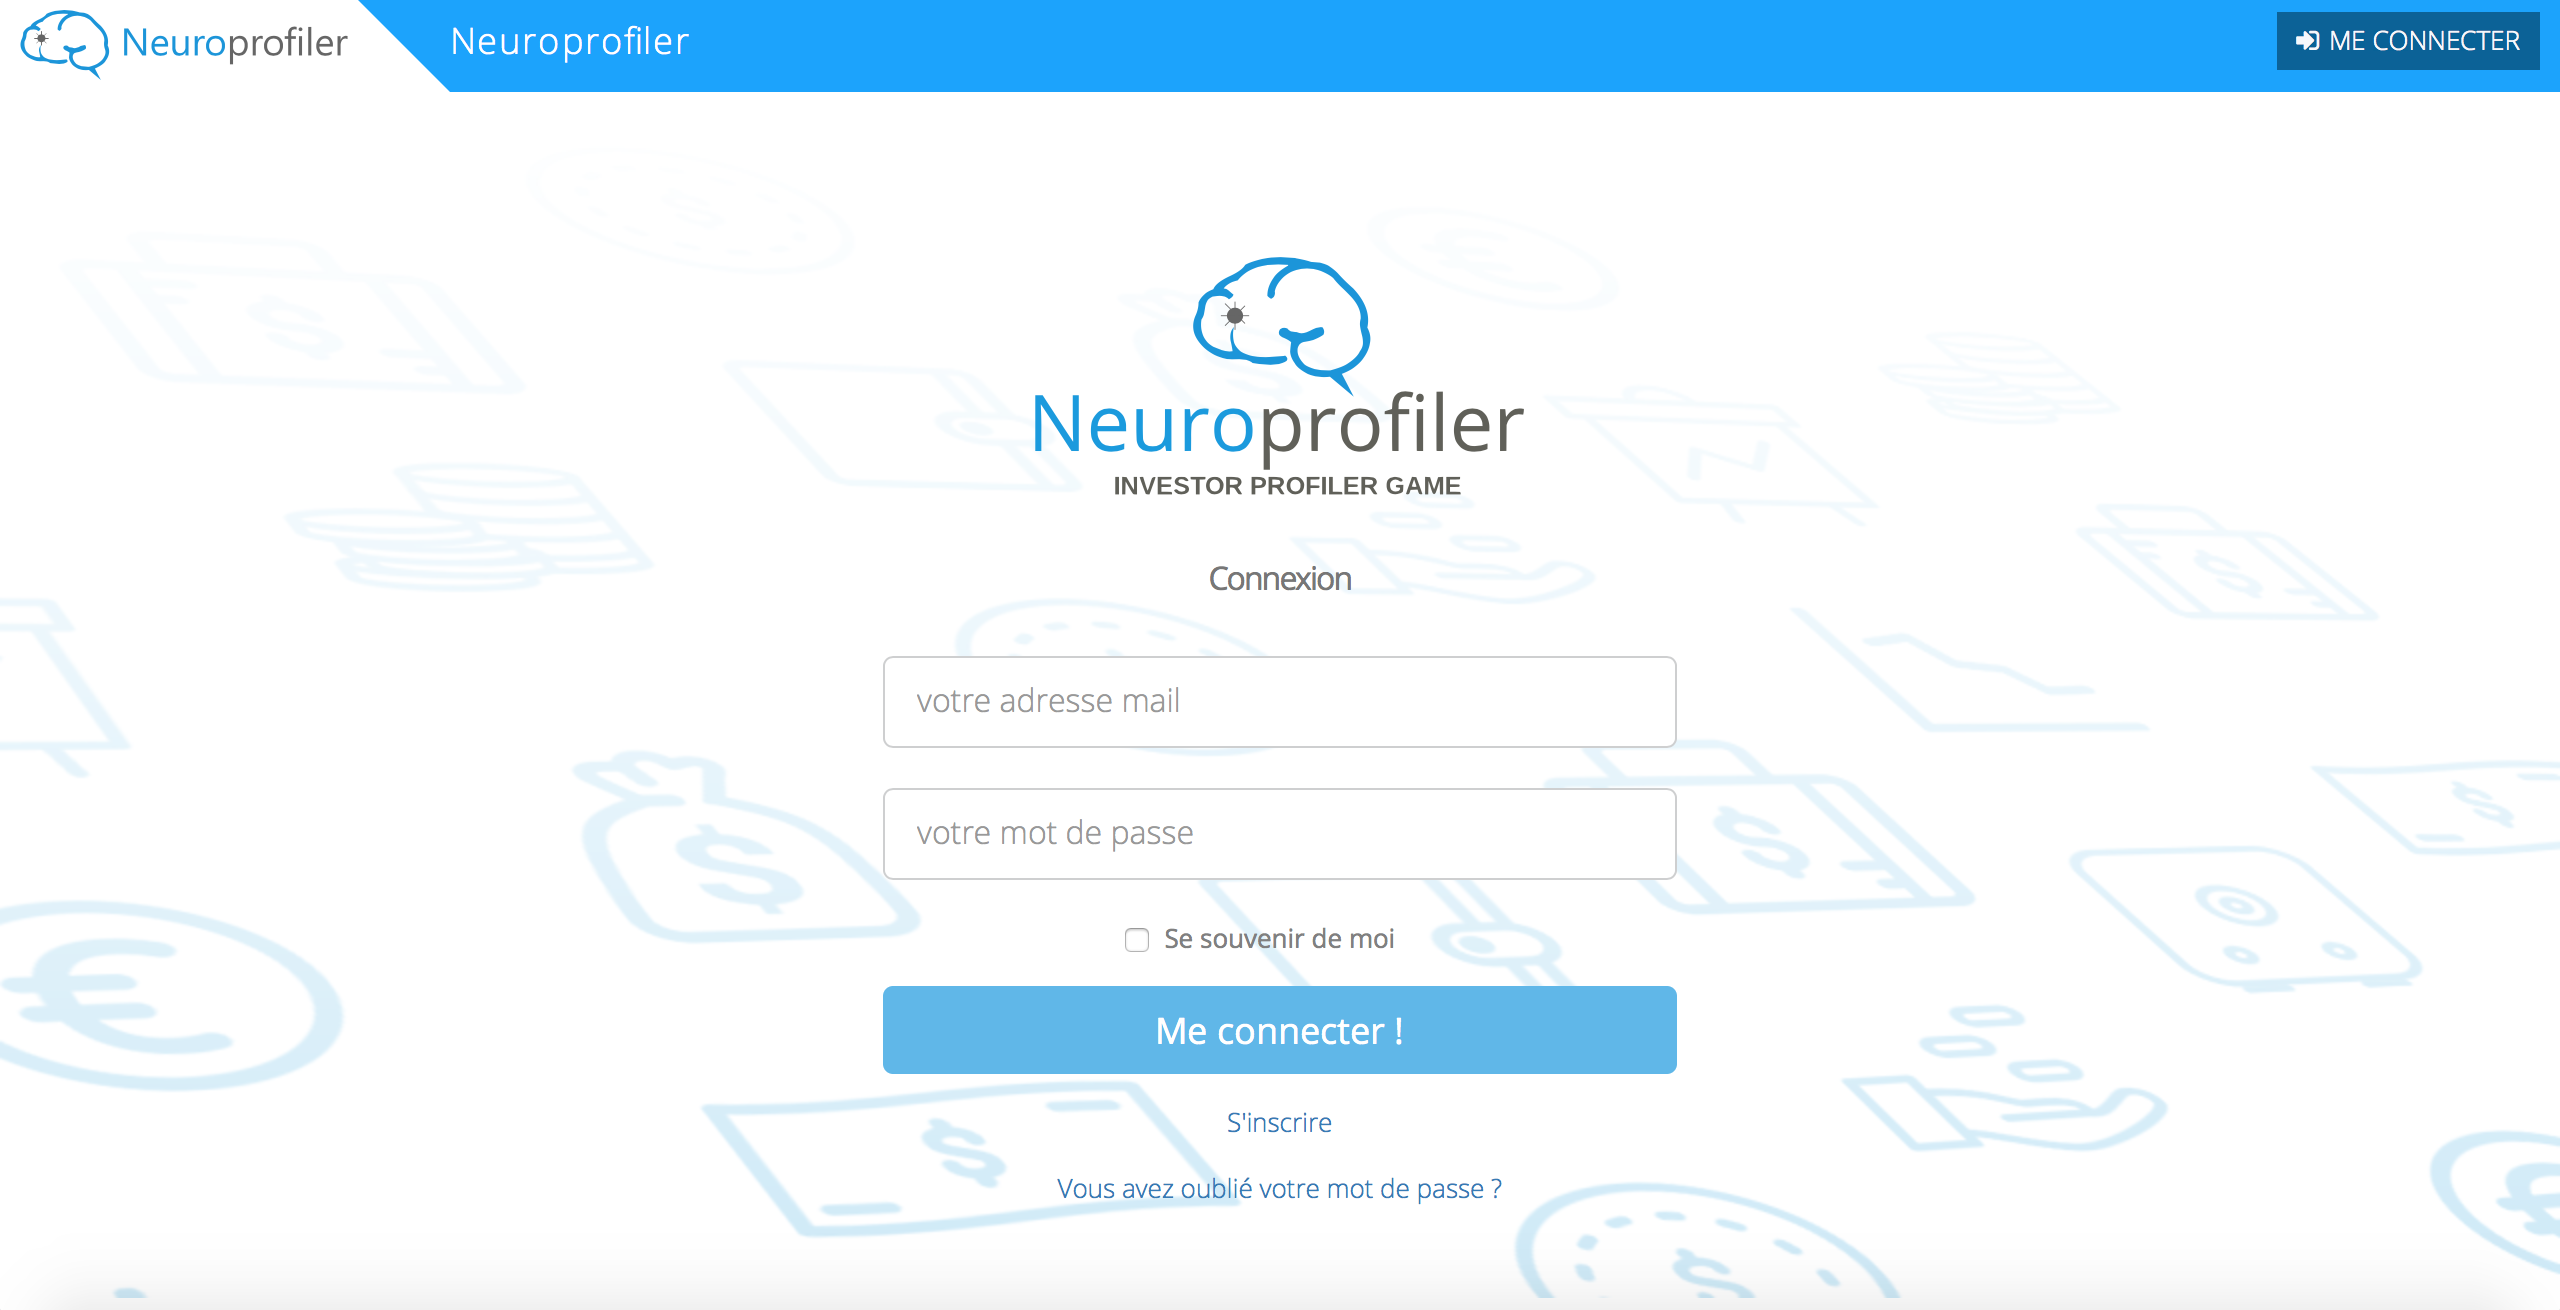 Neuroprofiler
Neuroprofiler
ME CONNECTER
Neuroprofiler
INVESTOR PROFILER GAME
Connexion
votre adresse mail
votre mot de passe
Se souvenir de moi
Me connecter !
S'inscrire
Vous avez oublié votre mot de passe ?